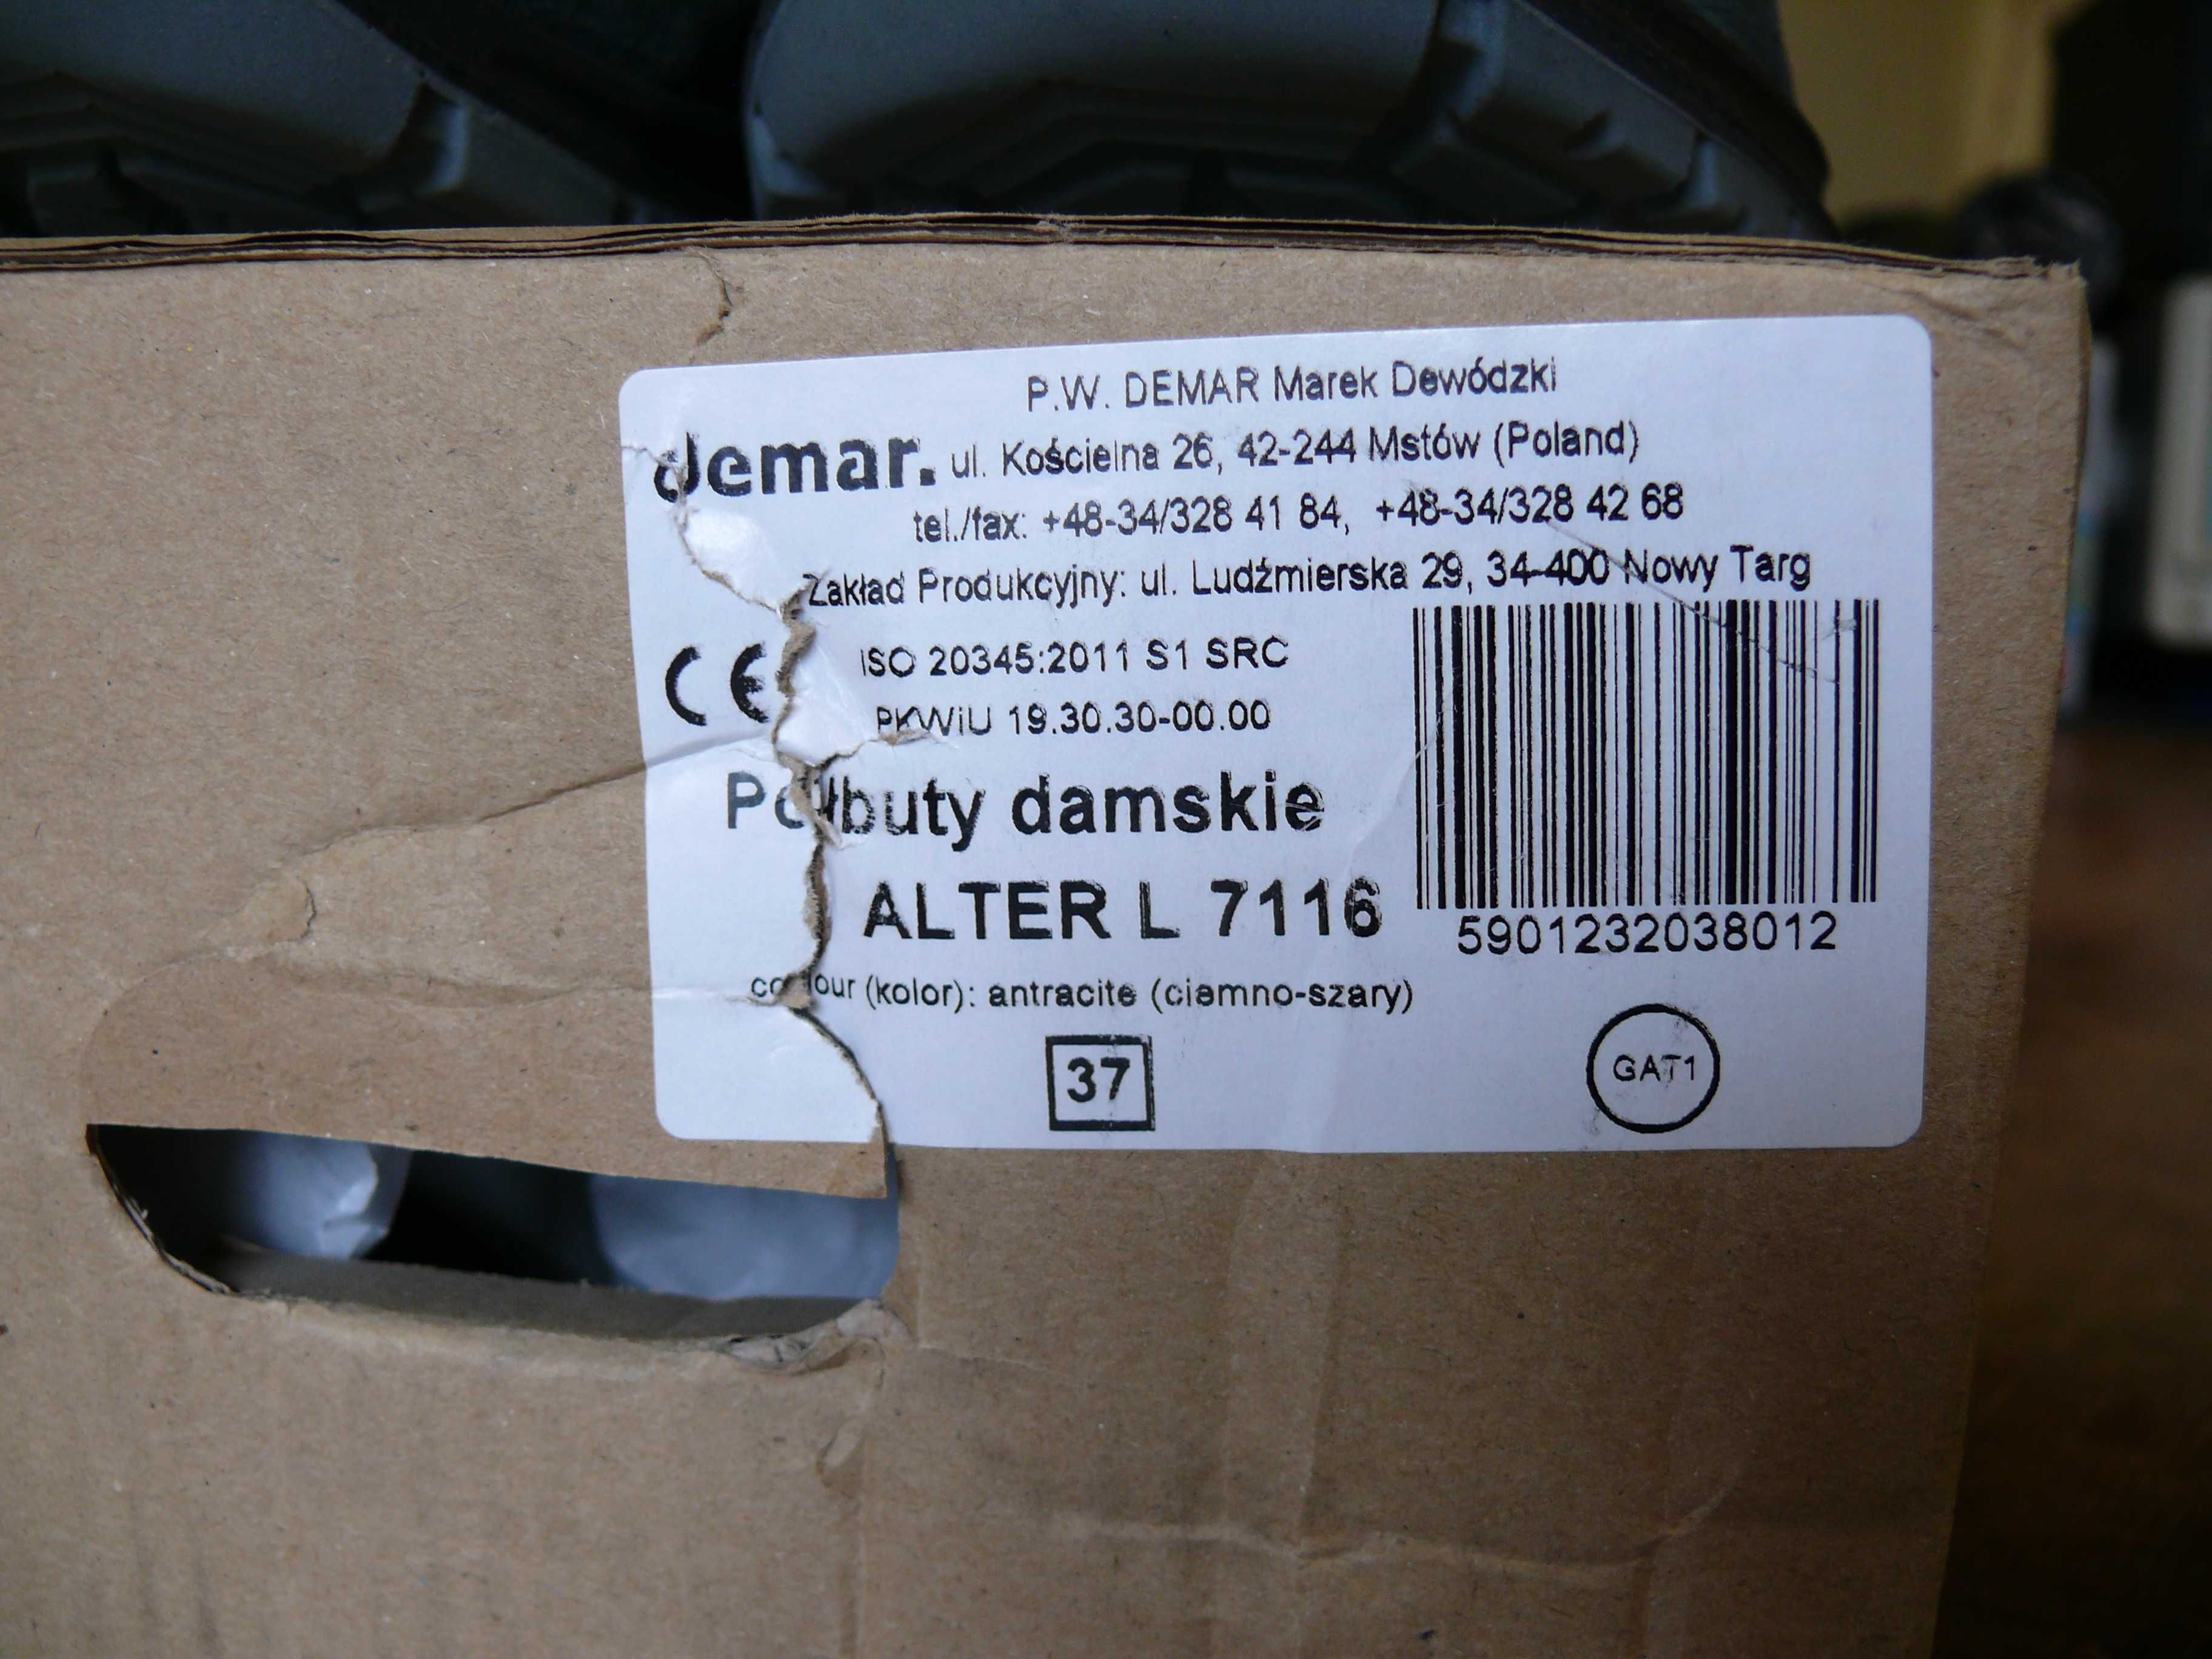 P.W. DEMAR Marek Dewódzki
demar. ul. Kościelna 26, 42-244 Mstów (Poland)
tel./fax: +48-34/328 41 84, +48-34/328 42 68
Zakład Produkcyjny: ul. Ludźmierska 29, 34-400 Nowy Targ
CE ISO 20345:2011 S1 SRC
PKWiU 19.30.30-00.00
Półbuty damskie
ALTER L 7116
5901232038012
colour (kolor): antracite (ciemno-szary)
37
GAT1